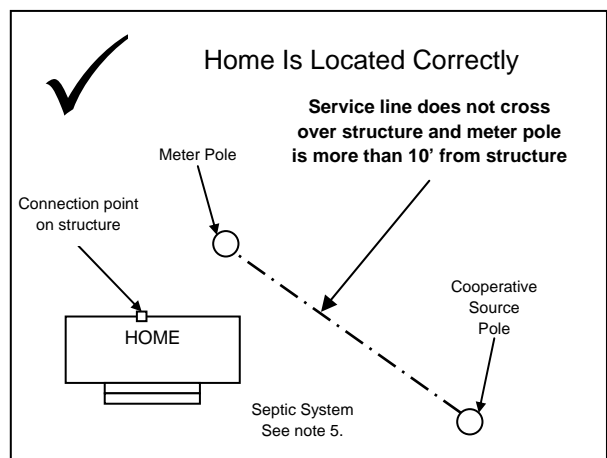 Home Is Located Correctly
Service line does not cross
over structure and meter pole
is more than 10’ from structure
Meter Pole
Connection point
on structure
Cooperative
Source
Pole
HOME
Septic System
See note 5.